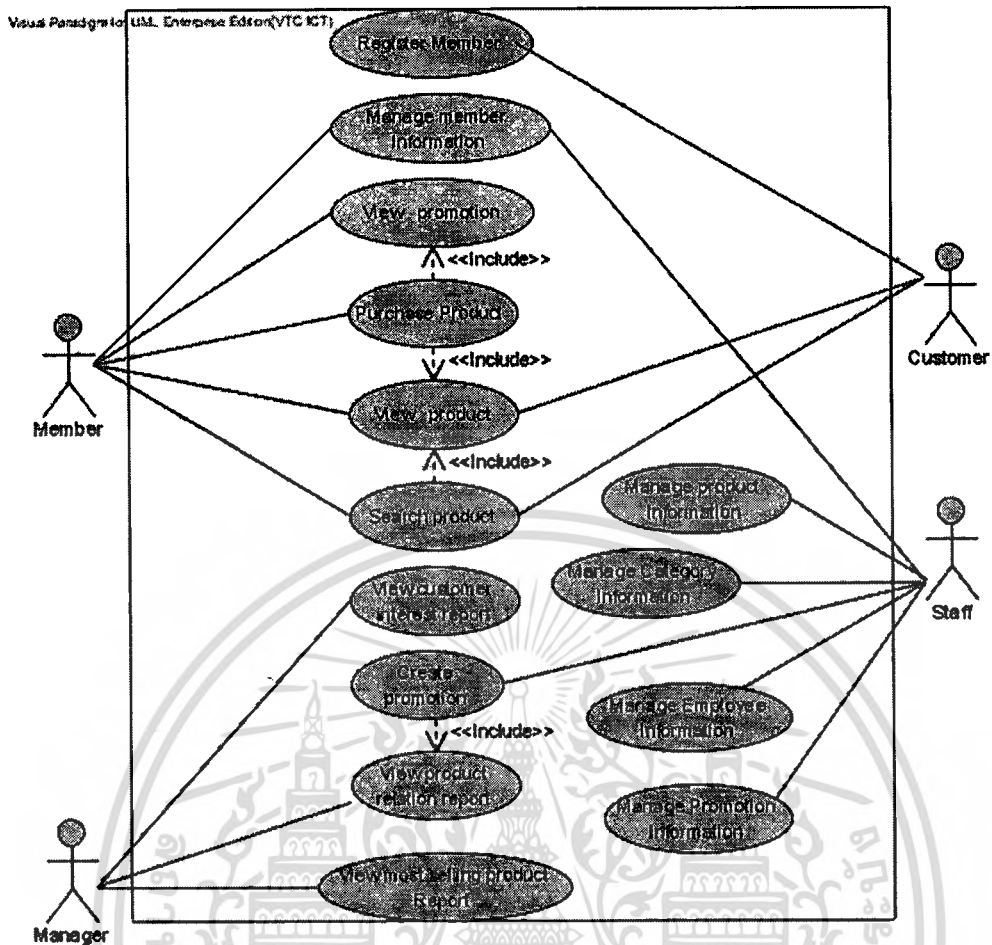 Visual Paradigm for UML Enterprise Edition(VTC ICT)
Register Member
Manage member
Information
View promotion
<<Include>>
Purchase Product
<<Include>>
View product
<<Include>>
Search product
Member
Customer
Manage product
Information
Manage Category
Information
Staff
View customer
interest report
Create
promotion
<<Include>>
Manage Employee
Information
View product
relation report
Manage Promotion
Information
View most selling product
Report
Manager